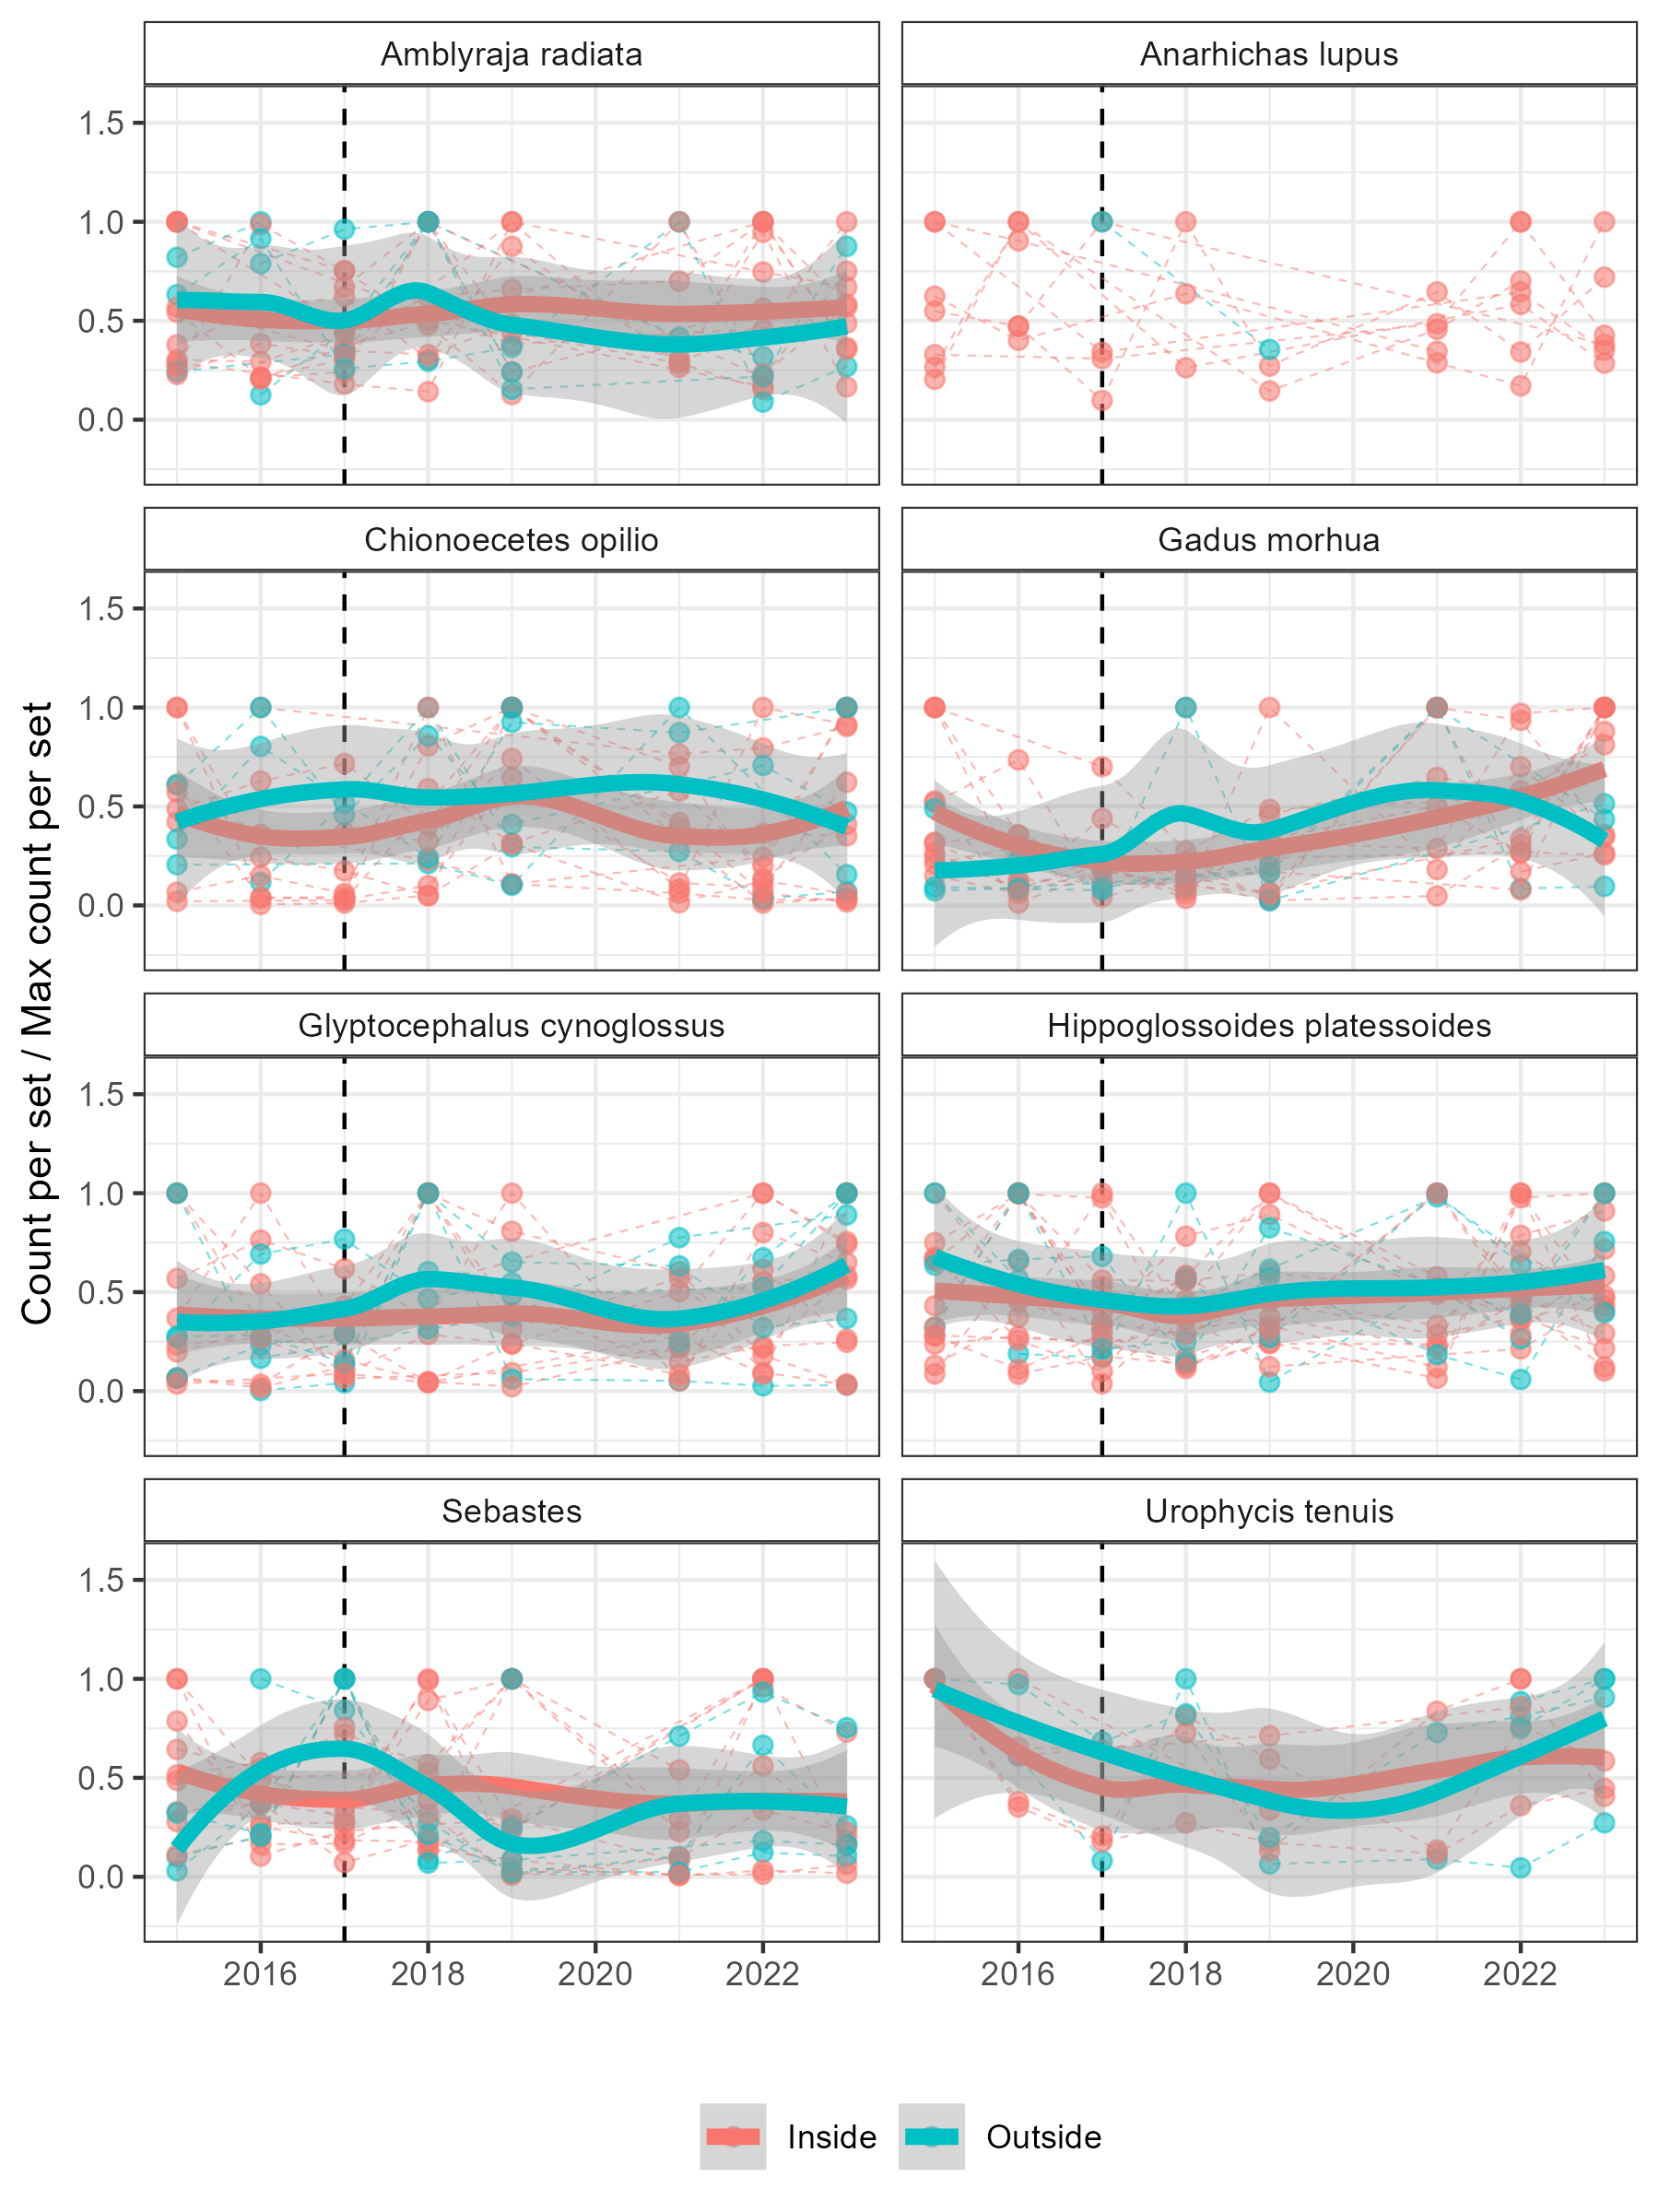 Amblyraja radiata
Anarhichas lupus
1.5
1.0
0.5
0.0
Chionoecetes opilio
Gadus morhua
1.5
1.0
0.5
0.0
Count per set / Max count per set
Glyptocephalus cynoglossus
Hippoglossoides platessoides
1.5
1.0
0.5
0.0
Sebastes
Urophycis tenuis
1.5
1.0
0.5
0.0
2016 2018 2020 2022
2016 2018 2020 2022
Inside Outside